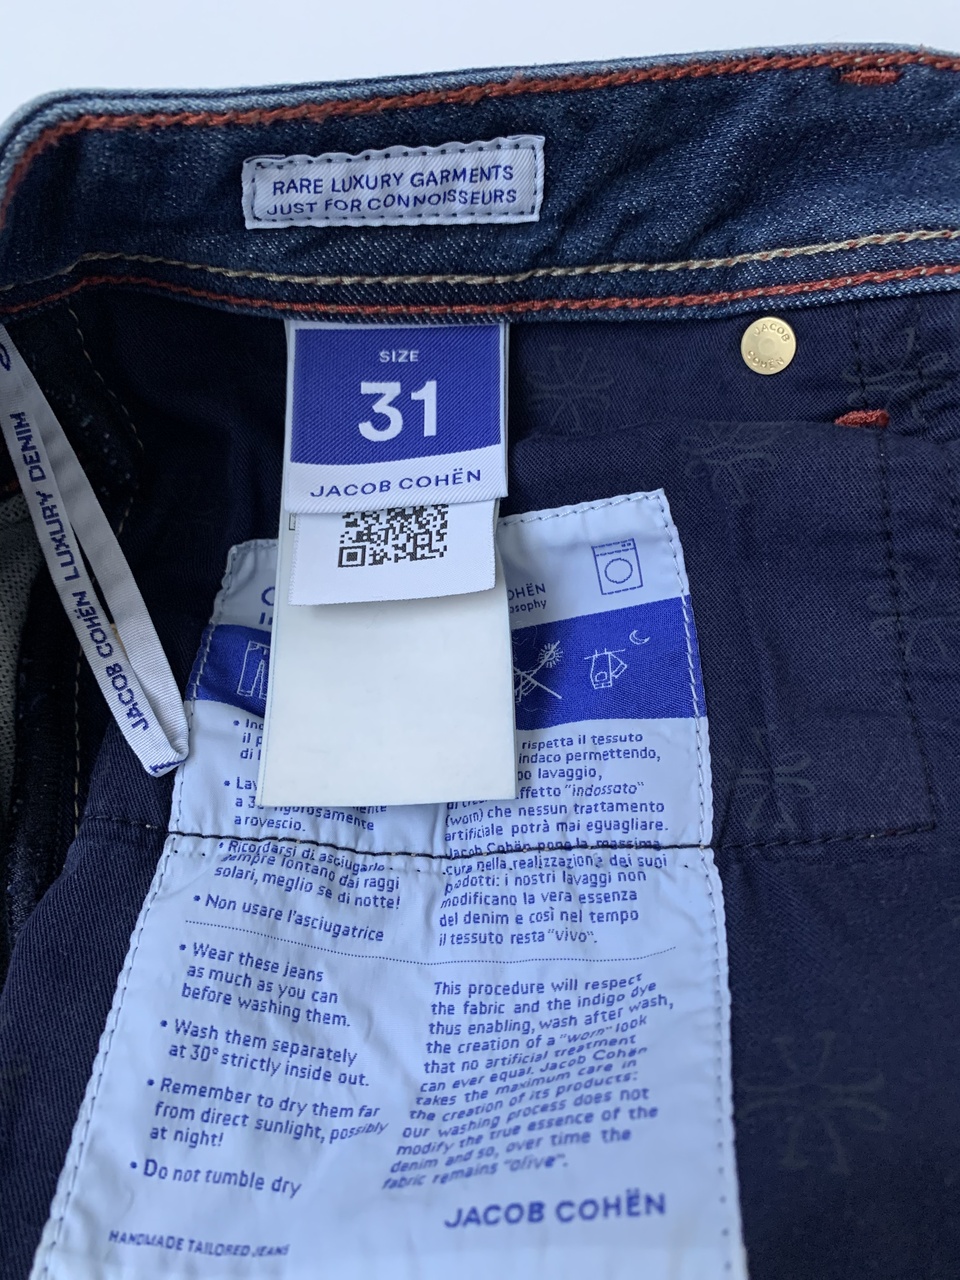 RARE LUXURY GARMENTS
JUST FOR CONNOISSEURS
SIZE
31
JACOB COHËN
JACOB
COHËN
JACOB COHËN LUXURY DENIM
OHËN
osophy
il p
di l
rispetta il tessuto
indaco permettendo,
lavaggio,
"indossato"
(worn) che nessun trattamento
artificiale potrà mai eguagliare.
Jacob Cohën pone la massima
cura nella realizzazione dei suoi
prodotti: i nostri lavaggi non
modificano la vera essenza
del denim e così nel tempo
il tessuto resta "vivo".
• Lav
a 3 rigorosamente
a rovescio.
• Ricordarsi di asciugarlo
sempre lontano dai raggi
solari, meglio se di notte!
• Non usare l'asciugatrice
• Wear these jeans
as much as you can
before washing them.
• Wash them separately
at 30° strictly inside out.
• Remember to dry them far
from direct sunlight, possibly
at night!
• Do not tumble dry
This procedure will respect
the fabric and the indigo dye
thus enabling, wash after wash,
the creation of a "worn" look
that no artificial treatment
can ever equal. Jacob Cohën
takes the maximum care in
the creation of its products:
our washing process does not
modify the true essence of the
denim and so, over time the
fabric remains "alive".
JACOB COHËN
HANDMADE TAILORED JEANS